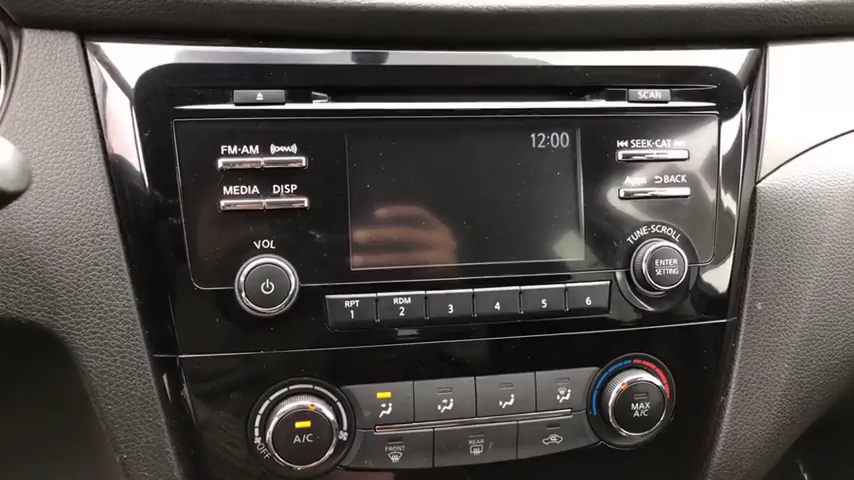 SCAN
FM·AM
12:00
SEEK·CAT
MEDIA DISP
BACK
VOL
TUNE·SCROLL
ENTER
SETTING
RPT
1
RDM
2
3
4
5
6
A/C
OFF
MAX
A/C
FRONT
REAR